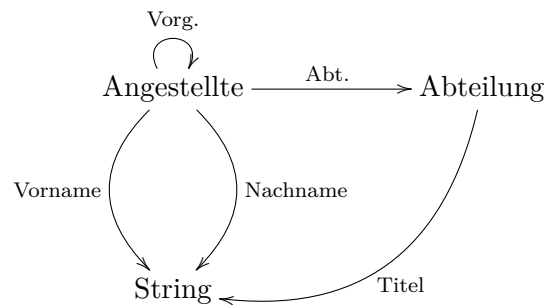 Vorg.
Angestellte
Abt.
Abteilung
Vorname
Nachname
Titel
String